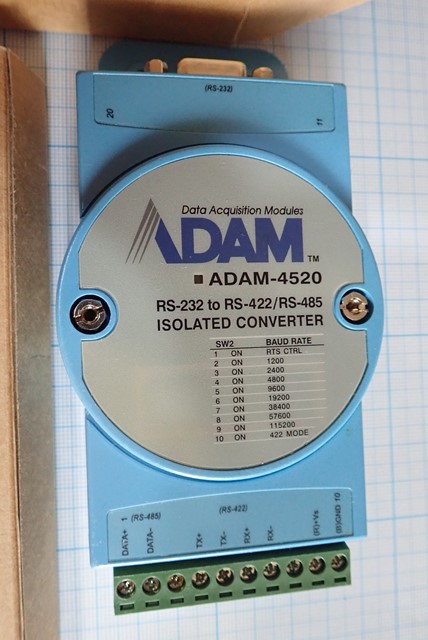 (RS-232)
20 11
Data Acquisition Modules
ADAM TM
ADAM-4520
RS-232 to RS-422/RS-485
ISOLATED CONVERTER
SW2 BAUD RATE
1 ON RTS CTRL
2 ON 1200
3 ON 2400
4 ON 4800
5 ON 9600
6 ON 19200
7 ON 38400
8 ON 57600
9 ON 115200
10 ON 422 MODE
1 (RS-485) (RS-422) 10
DATA+ DATA- TX+ TX- RX+ RX- (R)+Vs (B)GND